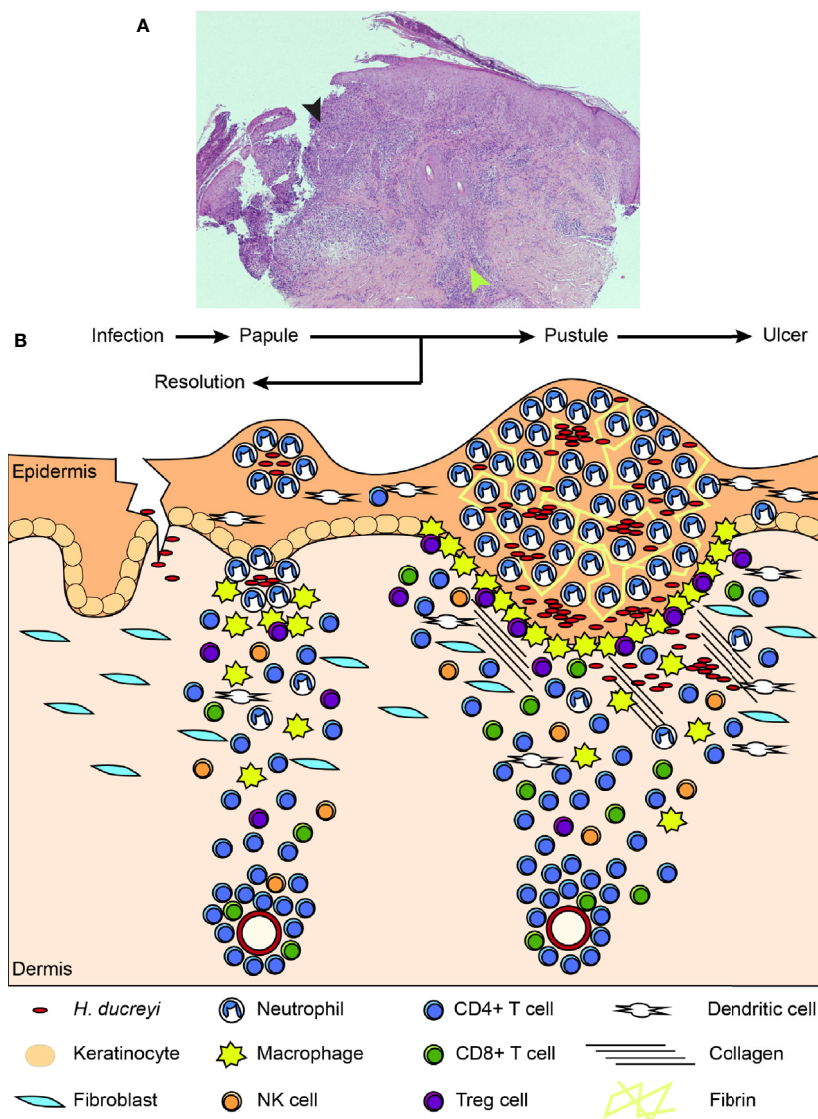 A
B
Infection Papule Pustule Ulcer
Resolution
Epidermis
Dermis
H. ducreyi Neutrophil CD4+ T cell Dendritic cell
Keratinocyte Macrophage CD8+ T cell Collagen
Fibroblast NK cell Treg cell Fibrin